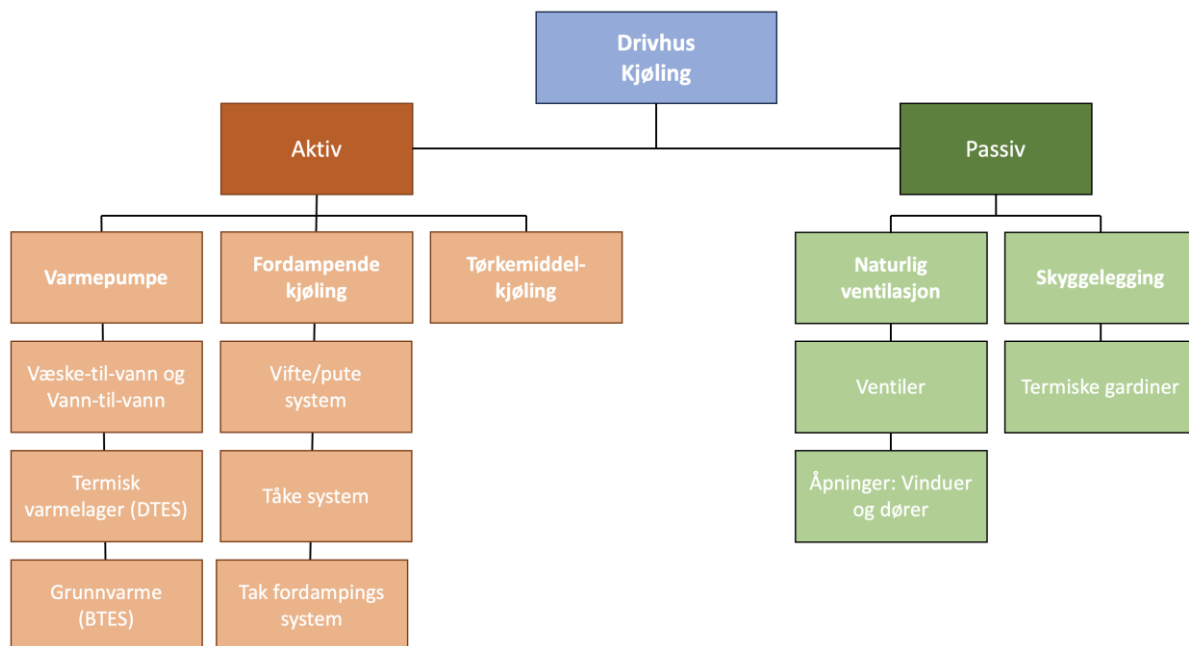 Drivhus
Kjøling
Aktiv
Passiv
Varmepumpe
Fordampende
kjøling
Tørkemiddel-
kjøling
Naturlig
ventilasjon
Skyggelegging
Væske-til-vann og
Vann-til-vann
Vifte/pute
system
Ventiler
Termiske gardiner
Termisk
varmelager (DTES)
Tåke system
Åpninger: Vinduer
og dører
Grunnvarme
(BTES)
Tak fordampings
system